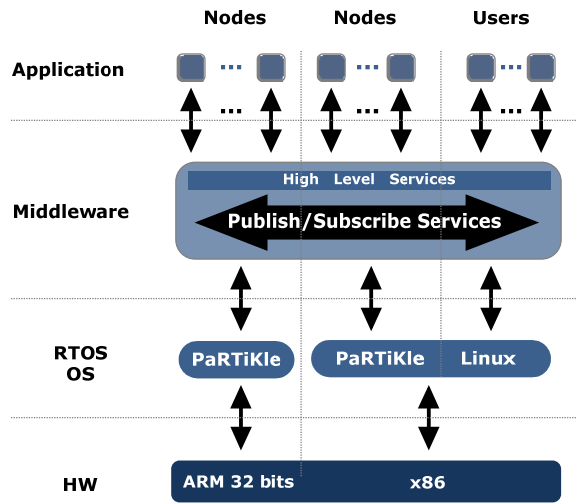 Nodes Nodes Users
Application
...
...
High Level Services
Middleware
Publish/Subscribe Services
RTOS
OS
PaRTiKle PaRTiKle Linux
HW
ARM 32 bits x86